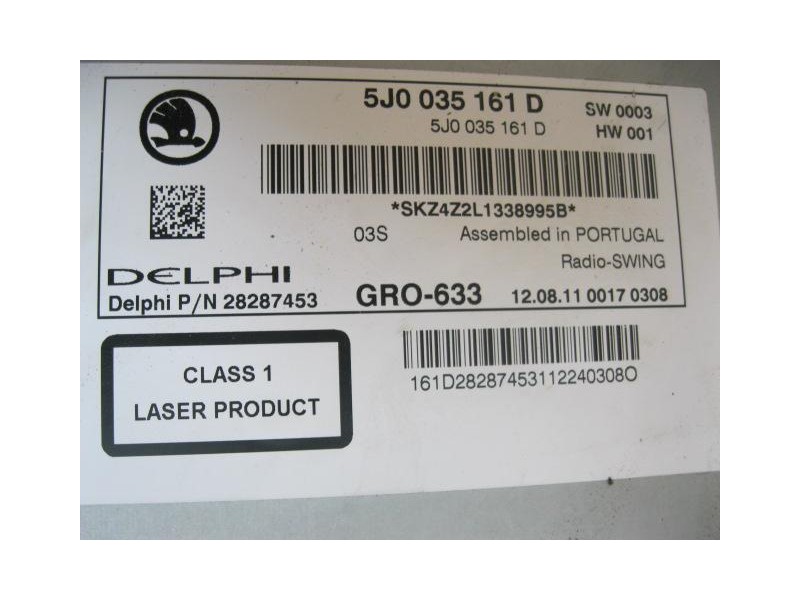 5J0 035 161 D SW 0003
5J0 035 161 D HW 001
*SKZ4Z2L1338995B*
03S Assembled in PORTUGAL
Radio-SWING
DELPHI
Delphi P/N 28287453 GRO-633 12.08.11 0017 0308
CLASS 1
LASER PRODUCT
161D28287453112240308O